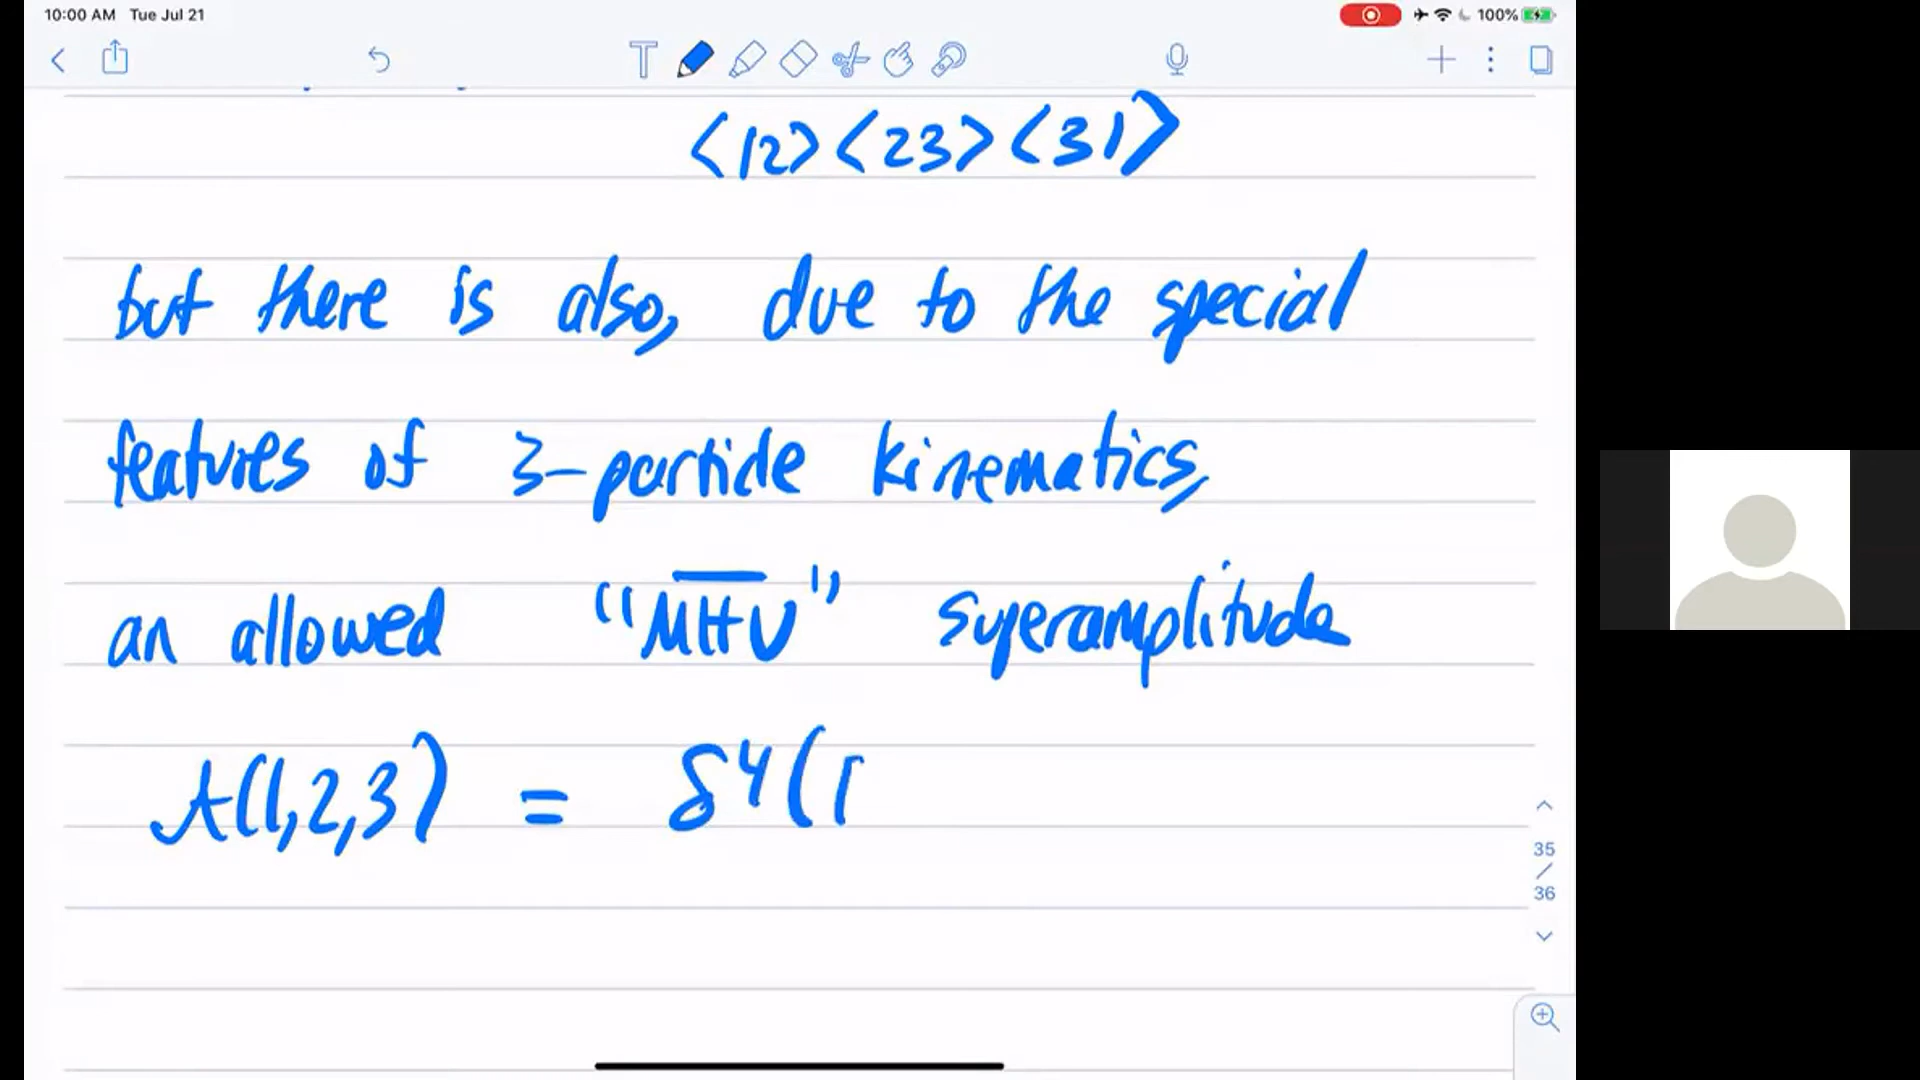 10:00 AM Tue Jul 21
100%
T
⟨12⟩⟨23⟩⟨31⟩
but there is also, due to the special
features of 3-particle kinematics,
an allowed "M̅H̅V̅" superamplitude
A(1,2,3) = δ⁴([
35
/
36